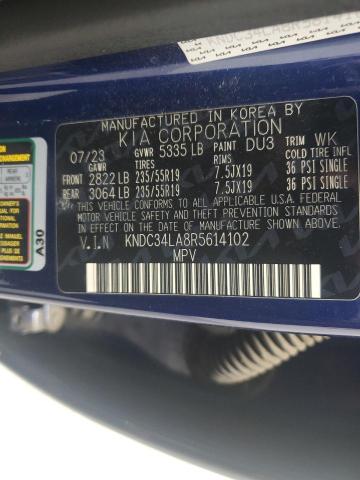 MANUFACTURED IN KOREA BY
KIA CORPORATION
07/23 GVWR 5335 LB PAINT DU3 TRIM WK
GAWR TIRES RIMS COLD TIRE INFL
FRONT 2822 LB 235/55R19 7.5JX19 36 PSI SINGLE
REAR 3064 LB 235/55R19 7.5JX19 36 PSI SINGLE
THIS VEHICLE CONFORMS TO ALL APPLICABLE U.S.A. FEDERAL
MOTOR VEHICLE SAFETY AND BUMPER STANDARDS IN
EFFECT ON THE DATE OF MANUFACTURE SHOWN ABOVE.
V.I.N KNDC34LA8R5614102
MPV
A30